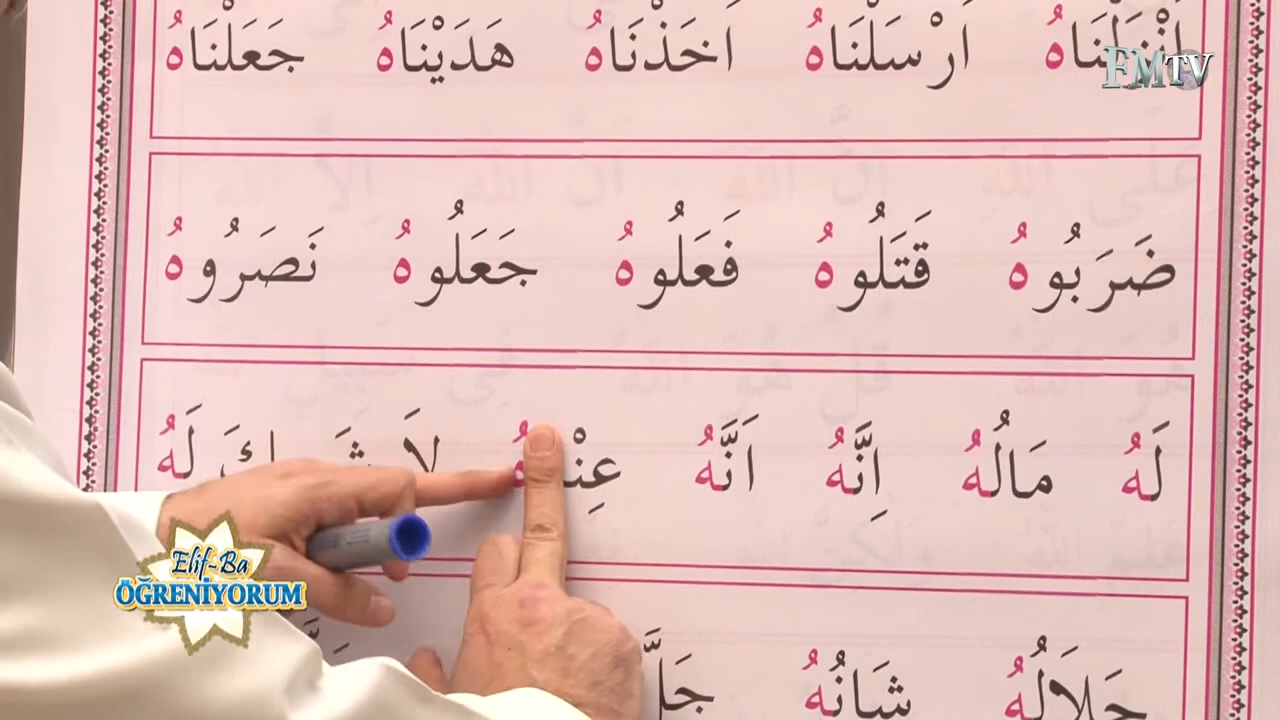 اَنْزَلْنَاهُ اَرْسَلْنَاهُ اَخَذْنَاهُ هَدَيْنَاهُ جَعَلْنَاهُ
FMTV
ضَرَبُوهُ قَتَلُوهُ فَعَلُوهُ جَعَلُوهُ نَصَرُوهُ
لَهُ مَالُهُ اِنَّهُ اَنَّهُ لَا لَهُ
Elif-Ba
ÖĞRENİYORUM
جَلَالُهُ شَانُهُ